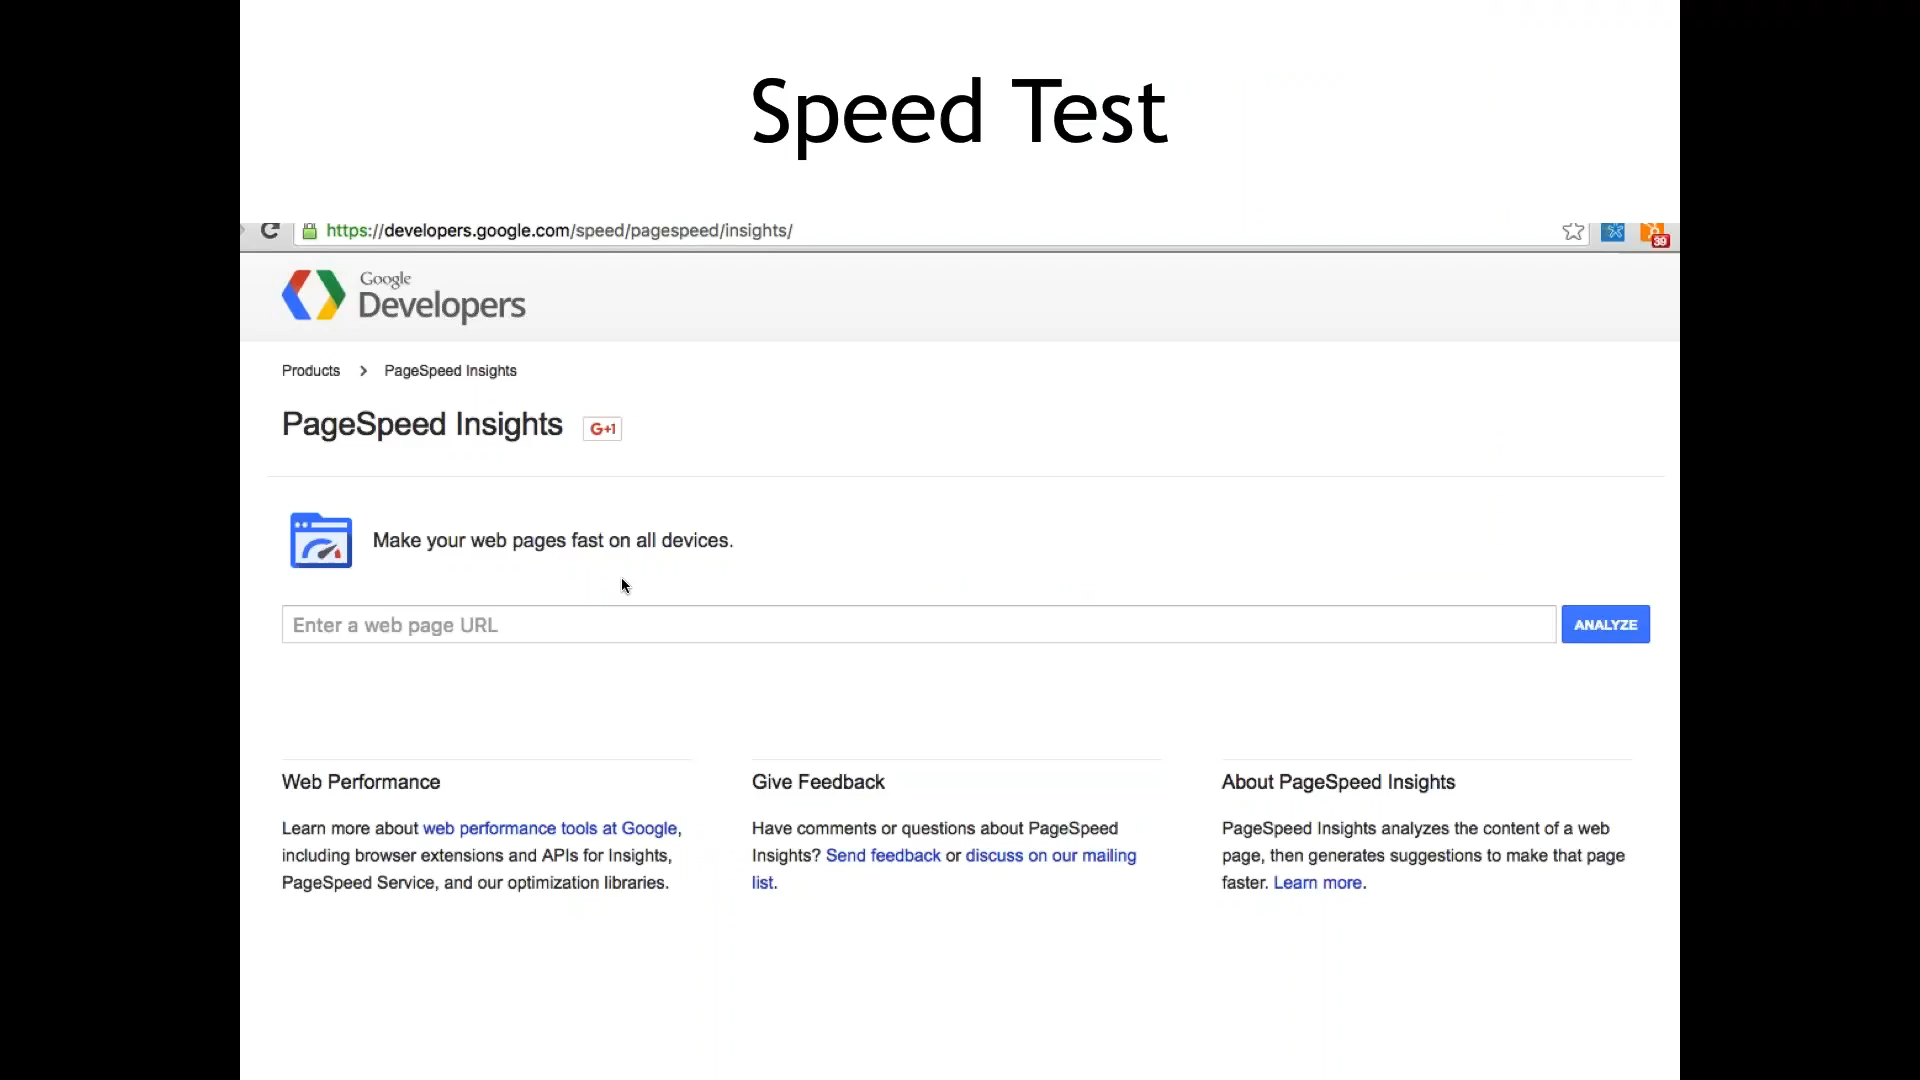 Speed Test
https://developers.google.com/speed/pagespeed/insights/
39
Google
Developers
Products > PageSpeed Insights
PageSpeed Insights G+1
Make your web pages fast on all devices.
Enter a web page URL ANALYZE
Web Performance
Learn more about web performance tools at Google,
including browser extensions and APIs for Insights,
PageSpeed Service, and our optimization libraries.
Give Feedback
Have comments or questions about PageSpeed
Insights? Send feedback or discuss on our mailing
list.
About PageSpeed Insights
PageSpeed Insights analyzes the content of a web
page, then generates suggestions to make that page
faster. Learn more.